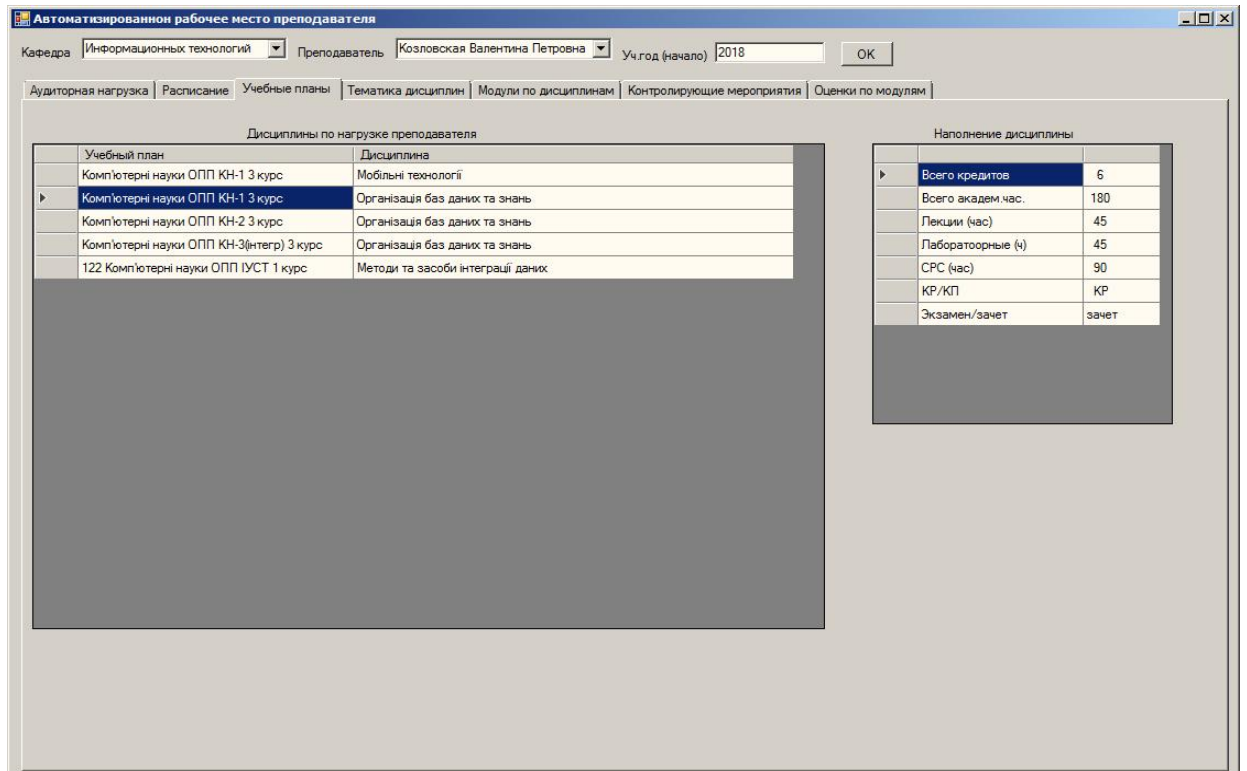 Автоматизированнон рабочее место преподавателя
Кафедра Информационных технологий Преподаватель Козловская Валентина Петровна Уч.год (начало) 2018 OK
Аудиторная нагрузка Расписание Учебные планы Тематика дисциплин Модули по дисциплинам Контролирующие мероприятия Оценки по модулям
Дисциплины по нагрузке преподавателя
Учебный план Дисциплина
Комп'ютерні науки ОПП КН-1 3 курс Мобільні технології
Комп'ютерні науки ОПП КН-1 3 курс Організація баз даних та знань
Комп'ютерні науки ОПП КН-2 3 курс Організація баз даних та знань
Комп'ютерні науки ОПП КН-3(інтегр) 3 курс Організація баз даних та знань
122 Комп'ютерні науки ОПП ІУСТ 1 курс Методи та засоби інтеграції даних
Наполнение дисциплины
Всего кредитов 6
Всего академ.час. 180
Лекции (час) 45
Лаборатоорные (ч) 45
СРС (час) 90
КР/КП КР
Экзамен/зачет зачет